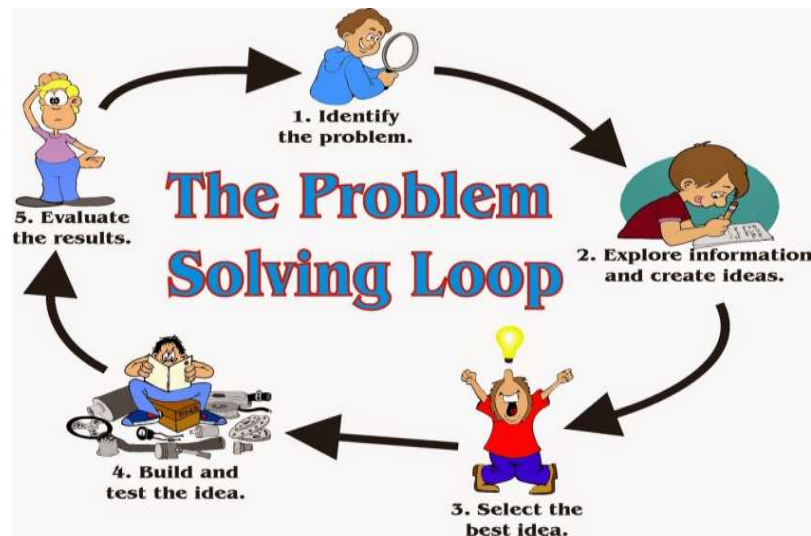 The Problem
Solving Loop
1. Identify
the problem.
2. Explore information
and create ideas.
3. Select the
best idea.
4. Build and
test the idea.
5. Evaluate
the results.